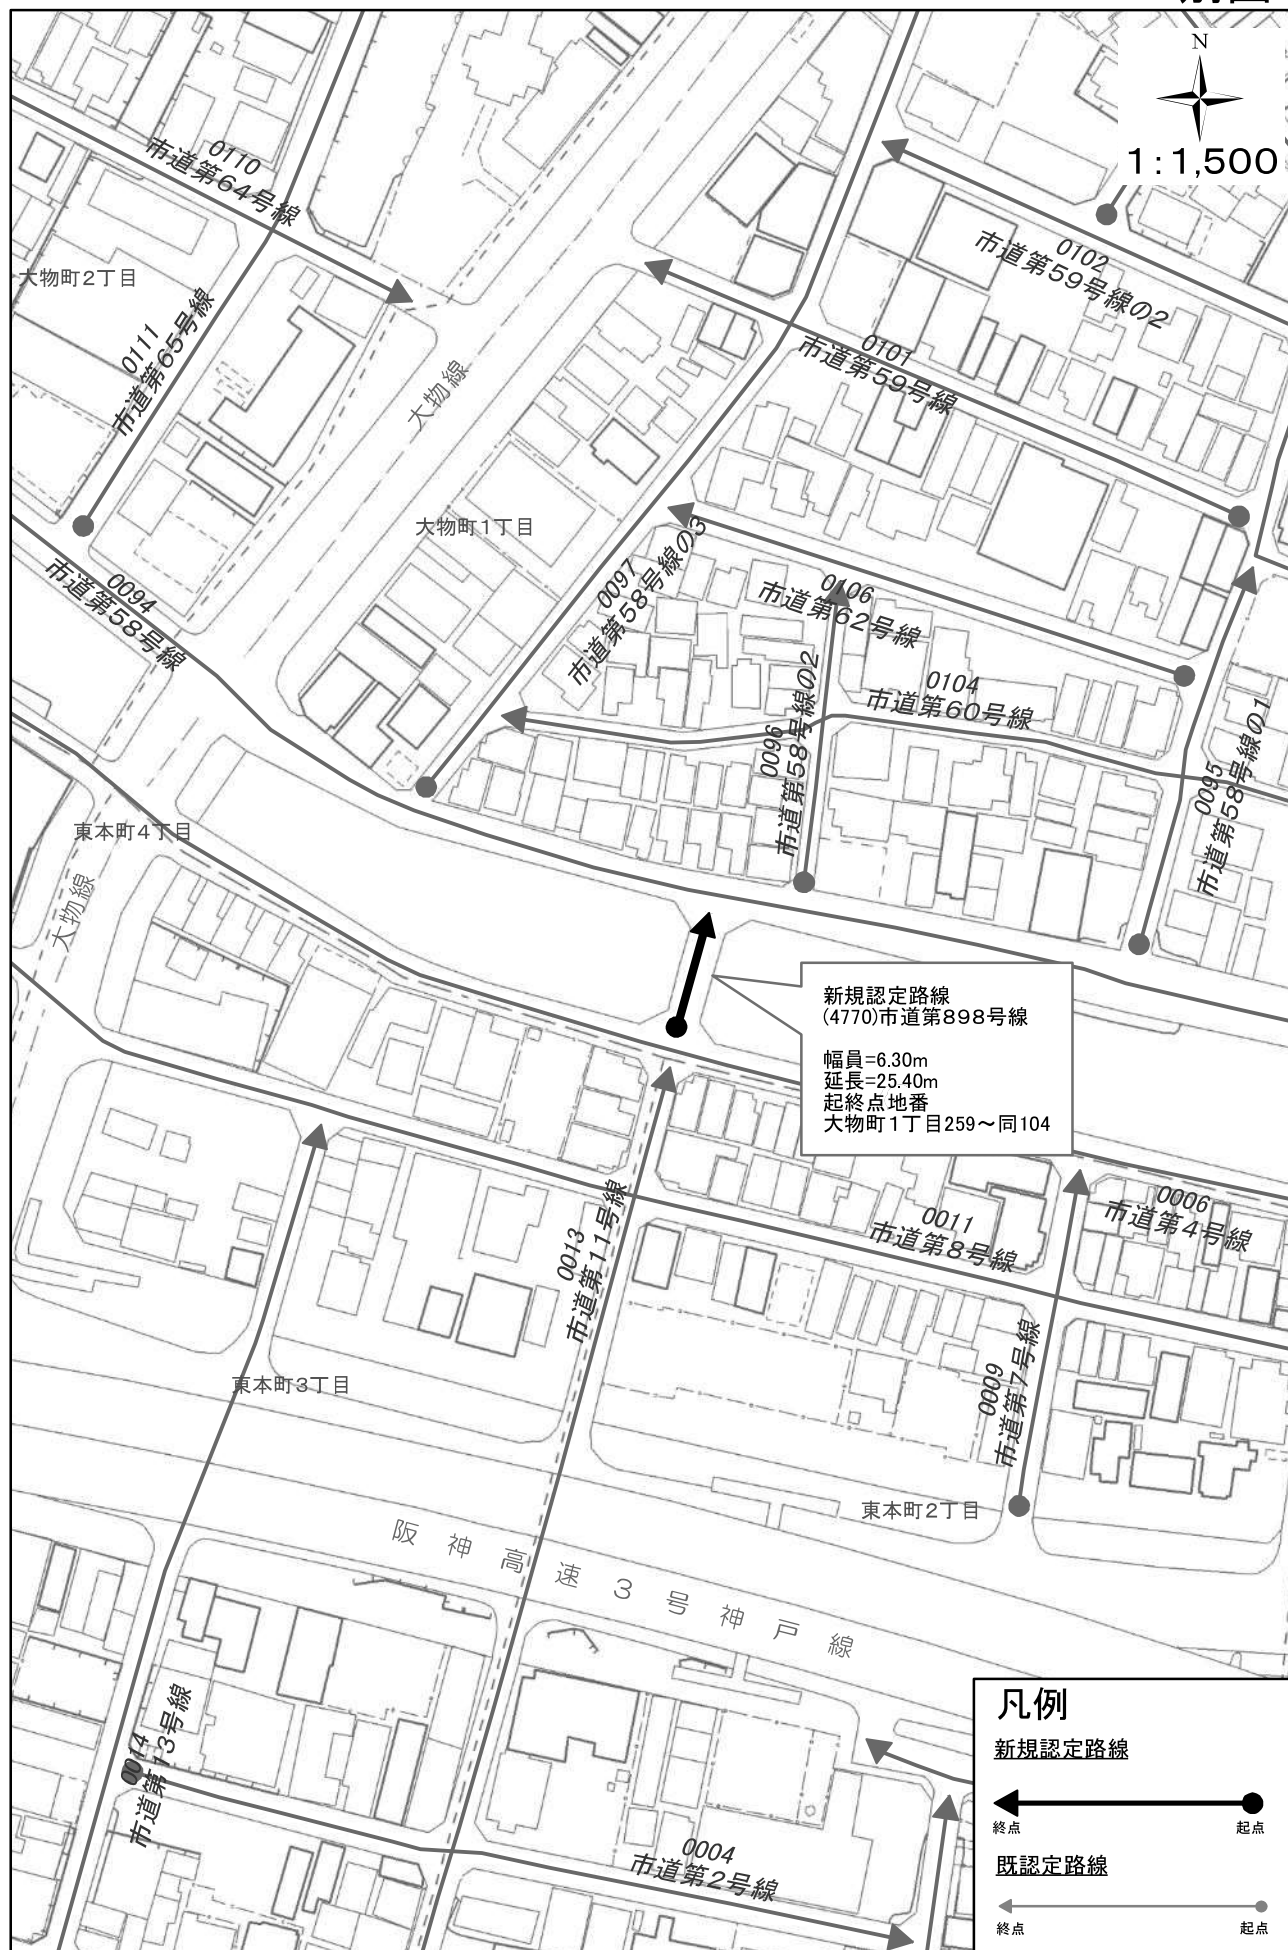 N
1:1,500
0110
市道第64号線
大物町2丁目
0111
市道第65号線
大物線
0102
市道第59号線の2
0101
市道第59号線
大物町1丁目
0094
市道第58号線
0097
市道第58号線の3
0106
市道第62号線
0104
市道第60号線
0096
市道第58号線の2
0095
市道第58号線の1
東本町4丁目
大物線
新規認定路線
(4770)市道第898号線
幅員=6.30m
延長=25.40m
起終点地番
大物町1丁目259～同104
0006
市道第4号線
0011
市道第8号線
0013
市道第11号線
0009
市道第7号線
東本町3丁目
東本町2丁目
阪神高速3号神戸線
0014
市道第13号線
0004
市道第2号線
凡例
新規認定路線
終点 起点
既認定路線
終点 起点